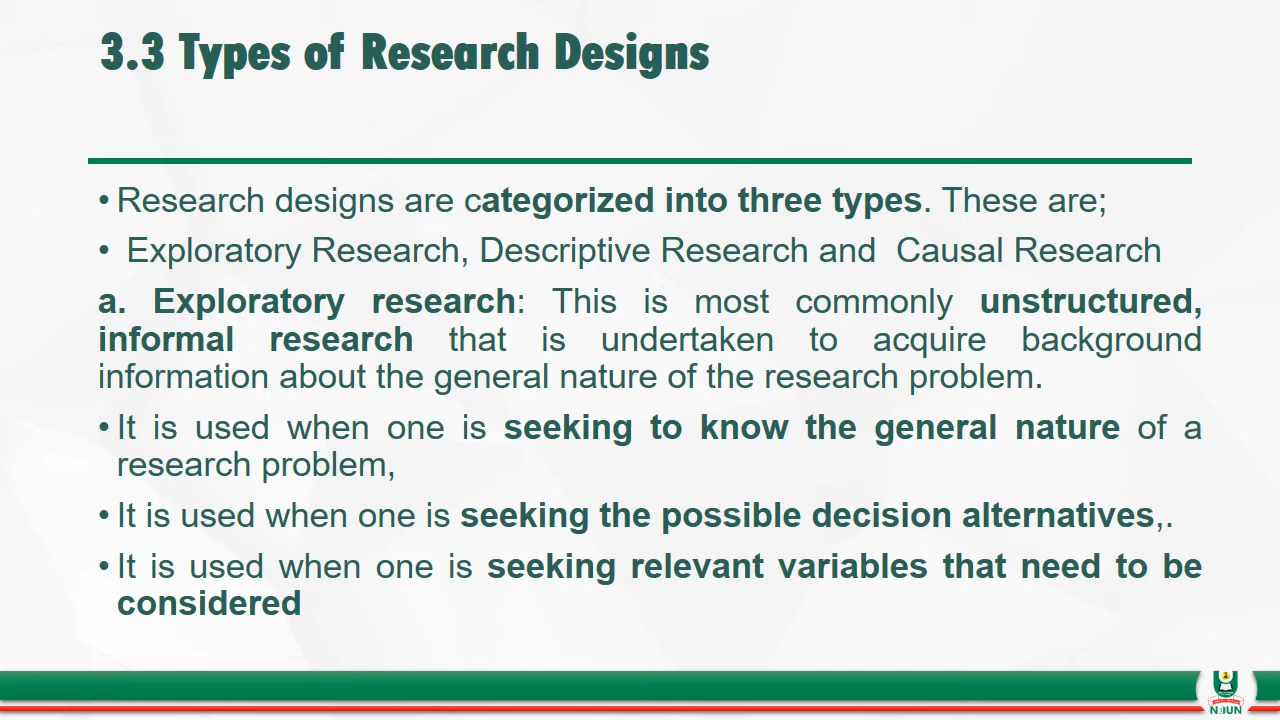 3.3 Types of Research Designs
• Research designs are categorized into three types. These are;
• Exploratory Research, Descriptive Research and Causal Research
a. Exploratory research: This is most commonly unstructured,
informal research that is undertaken to acquire background
information about the general nature of the research problem.
• It is used when one is seeking to know the general nature of a
research problem,
• It is used when one is seeking the possible decision alternatives,.
• It is used when one is seeking relevant variables that need to be
considered
NOUN